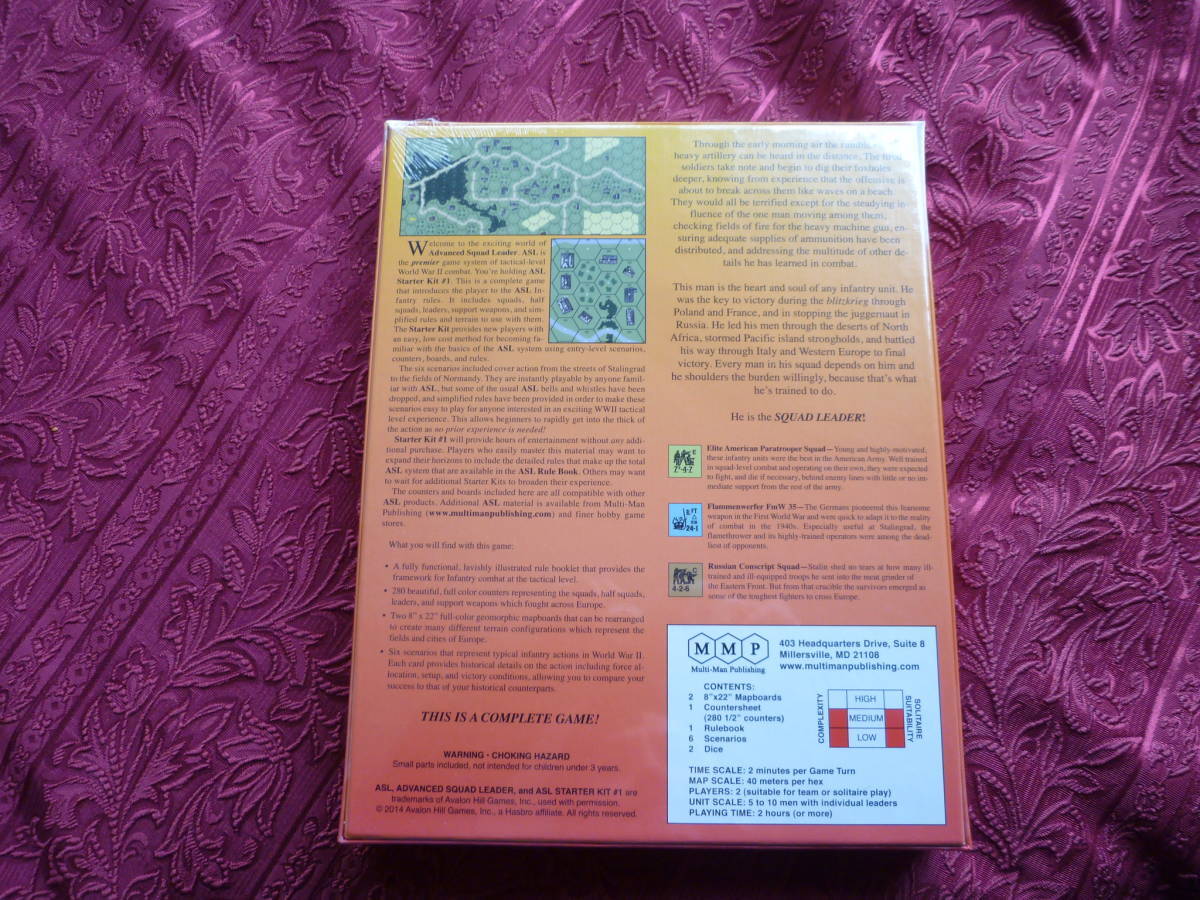 Welcome to the exciting world of
Advanced Squad Leader. ASL is
the premier game system of tactical-level
World War II combat. You're holding ASL
Starter Kit #1. This is a complete game
that introduces the player to the ASL In-
fantry rules. It includes squads, half
squads, leaders, support weapons, and sim-
plified rules and terrain to use with them.
The Starter Kit provides new players with
an easy, low cost method for becoming fa-
miliar with the basics of the ASL system using entry-level scenarios,
counters, boards, and rules.
The six scenarios included cover action from the streets of Stalingrad
to the fields of Normandy. They are instantly playable by anyone famil-
iar with ASL, but some of the usual ASL bells and whistles have been
dropped, and simplified rules have been provided in order to make these
scenarios easy to play for anyone interested in an exciting WWII tactical
level experience. This allows beginners to rapidly get into the thick of
the action as no prior experience is needed!
Starter Kit #1 will provide hours of entertainment without any addi-
tional purchase. Players who easily master this material may want to
expand their horizons to include the detailed rules that make up the total
ASL system that are available in the ASL Rule Book. Others may want
to wait for additional Starter Kits to broaden their experience.
The counters and boards included here are all compatible with other
ASL products. Additional ASL material is available from Multi-Man
Publishing (www.multimanpublishing.com) and finer hobby game
stores.
What you will find with this game:
• A fully functional, lavishly illustrated rule booklet that provides the
framework for Infantry combat at the tactical level.
• 280 beautiful, full color counters representing the squads, half squads,
leaders, and support weapons which fought across Europe.
• Two 8" x 22" full-color geomorphic mapboards that can be rearranged
to create many different terrain configurations which represent the
fields and cities of Europe.
• Six scenarios that represent typical infantry actions in World War II.
Each card provides historical details on the action including force al-
location, setup, and victory conditions, allowing you to compare your
success to that of your historical counterparts.
THIS IS A COMPLETE GAME!
WARNING • CHOKING HAZARD
Small parts included, not intended for children under 3 years.
ASL, ADVANCED SQUAD LEADER, and ASL STARTER KIT #1 are
trademarks of Avalon Hill Games, Inc., used with permission.
© 2014 Avalon Hill Games, Inc., a Hasbro affiliate. All rights reserved.
Through the early morning air the rumble of
heavy artillery can be heard in the distance. The
soldiers take note and begin to dig their foxholes
deeper, knowing from experience that the offensive is
about to break across them like waves on a beach.
They would all be terrified except for the steadying in-
fluence of the one man moving among them,
checking fields of fire for the heavy machine gun, en-
suring adequate supplies of ammunition have been
distributed, and addressing the multitude of other de-
tails he has learned in combat.
This man is the heart and soul of any infantry unit. He
was the key to victory during the blitzkrieg through
Poland and France, and in stopping the juggernaut in
Russia. He led his men through the deserts of North
Africa, stormed Pacific island strongholds, and battled
his way through Italy and Western Europe to final
victory. Every man in his squad depends on him and
he shoulders the burden willingly, because that's what
he's trained to do.
He is the SQUAD LEADER!
E
7-4-7
Elite American Paratrooper Squad—Young and highly-motivated,
these infantry units were the best in the American Army. Well trained
in squad-level combat and operating on their own, they were expected
to fight, and die if necessary, behind enemy lines with little or no im-
mediate support from the rest of the army.
FT
24-1
Flammenwerfer FmW 35—The Germans pioneered this fearsome
weapon in the First World War and were quick to adapt it to the reality
of combat in the 1940s. Especially useful at Stalingrad, the
flamethrower and its highly-trained operators were among the dead-
liest of opponents.
C
4-2-6
Russian Conscript Squad—Stalin shed no tears at how many ill-
trained and ill-equipped troops he sent into the meat grinder of
the Eastern Front. But from that crucible the survivors emerged as
some of the toughest fighters to cross Europe.
MMP
Multi-Man Publishing
403 Headquarters Drive, Suite 8
Millersville, MD 21108
www.multimanpublishing.com
CONTENTS:
2 8"x22" Mapboards
1 Countersheet
(280 1/2" counters)
1 Rulebook
6 Scenarios
2 Dice
COMPLEXITY
HIGH
MEDIUM
LOW
SOLITAIRE
SUITABILITY
TIME SCALE: 2 minutes per Game Turn
MAP SCALE: 40 meters per hex
PLAYERS: 2 (suitable for team or solitaire play)
UNIT SCALE: 5 to 10 men with individual leaders
PLAYING TIME: 2 hours (or more)